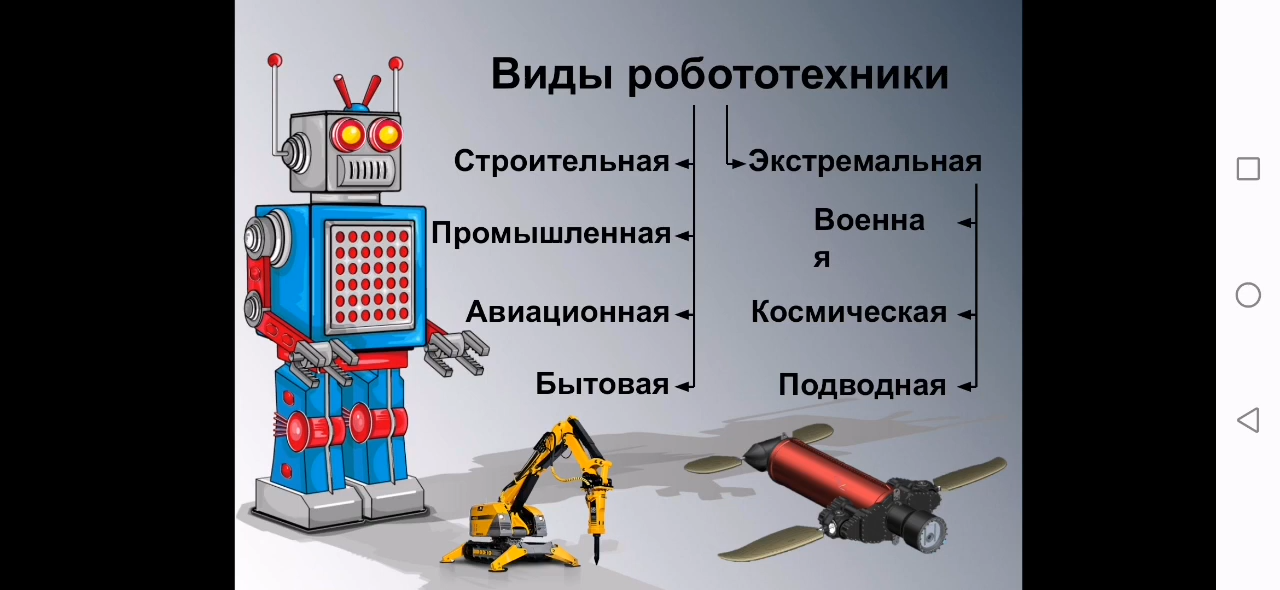 Виды робототехники
Строительная
Экстремальная
Промышленная
Военна
я
Авиационная
Космическая
Бытовая
Подводная